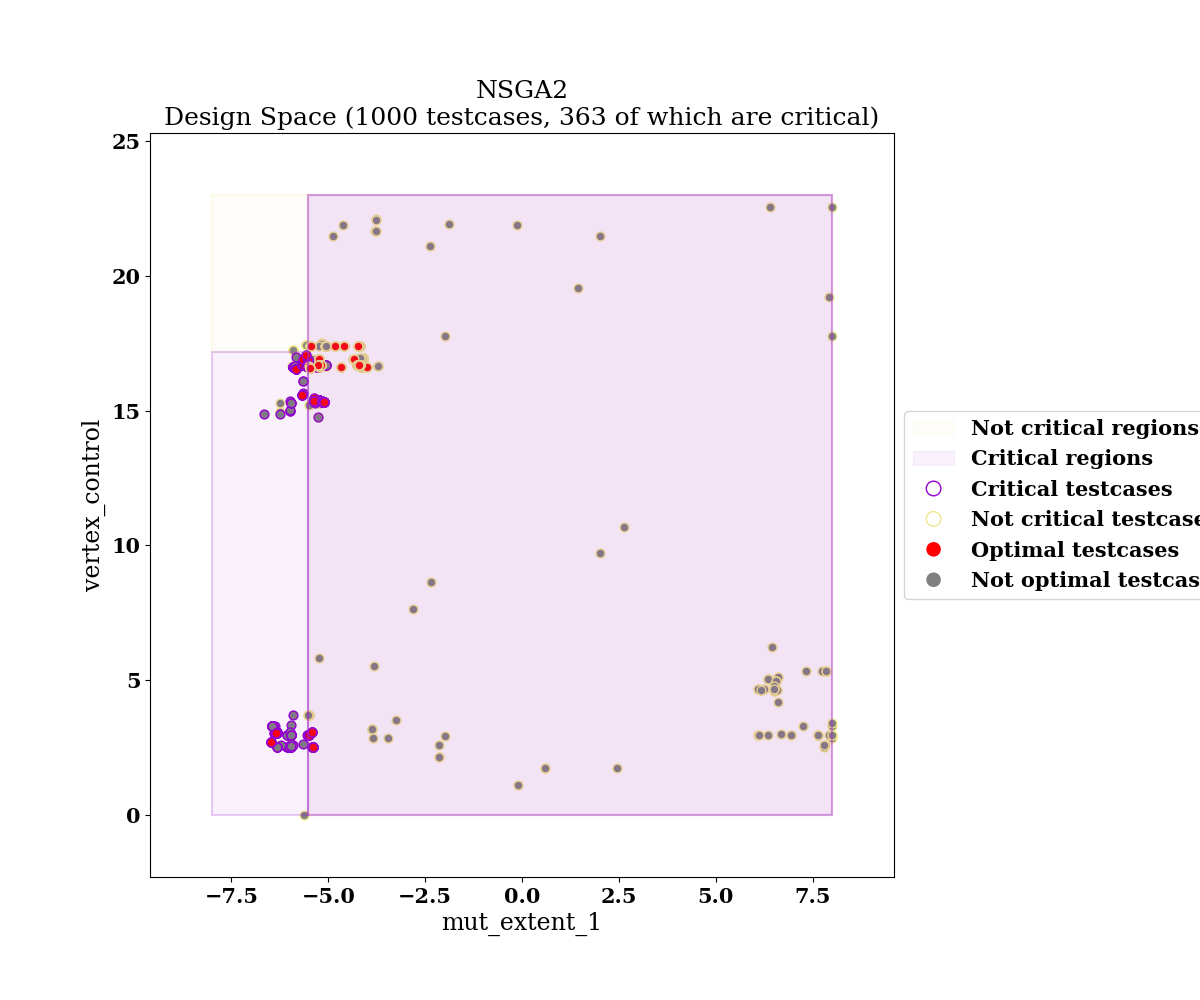 NSGA2
Design Space (1000 testcases, 363 of which are critical)
25
20
15
10
5
0
vertex_control
−7.5
−5.0
−2.5
0.0
2.5
5.0
7.5
mut_extent_1
Not critical regions
Critical regions
Critical testcases
Not critical testcase
Optimal testcases
Not optimal testcas